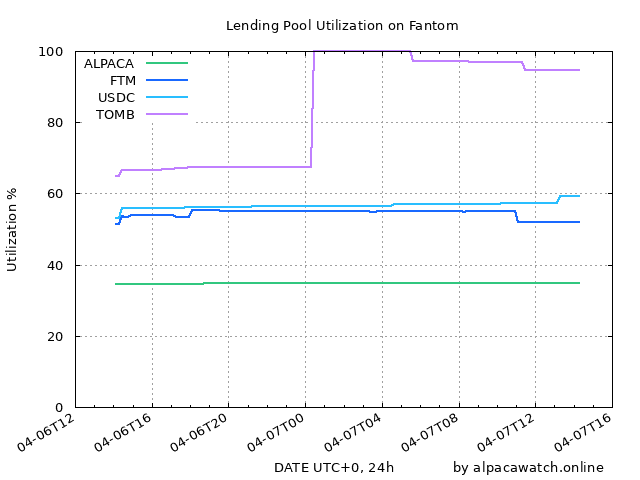 Lending Pool Utilization on Fantom
100
80
60
40
20
0
Utilization %
ALPACA
FTM
USDC
TOMB
04-06T12
04-06T16
04-06T20
04-07T00
04-07T04
04-07T08
04-07T12
04-07T16
DATE UTC+0, 24h
by alpacawatch.online